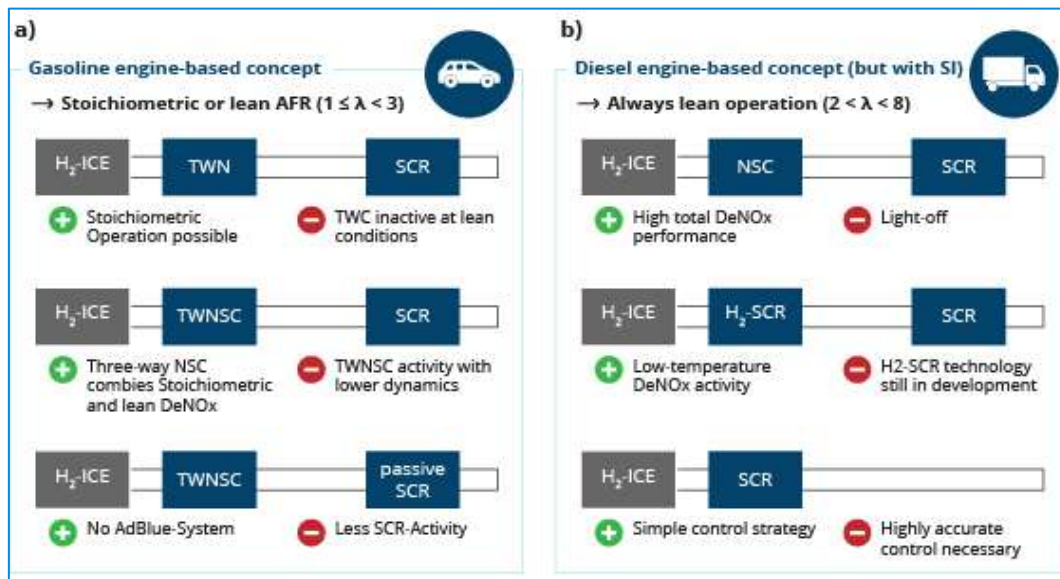 a)
Gasoline engine-based concept
→ Stoichiometric or lean AFR (1 ≤ λ < 3)
H₂-ICE
TWN
SCR
Stoichiometric
Operation possible
TWC inactive at lean
conditions
H₂-ICE
TWNSC
SCR
Three-way NSC
combies Stoichiometric
and lean DeNOx
TWNSC activity with
lower dynamics
H₂-ICE
TWNSC
passive
SCR
No AdBlue-System
Less SCR-Activity
b)
Diesel engine-based concept (but with SI)
→ Always lean operation (2 < λ < 8)
H₂-ICE
NSC
SCR
High total DeNOx
performance
Light-off
H₂-ICE
H₂-SCR
SCR
Low-temperature
DeNOx activity
H2-SCR technology
still in development
H₂-ICE
SCR
Simple control strategy
Highly accurate
control necessary